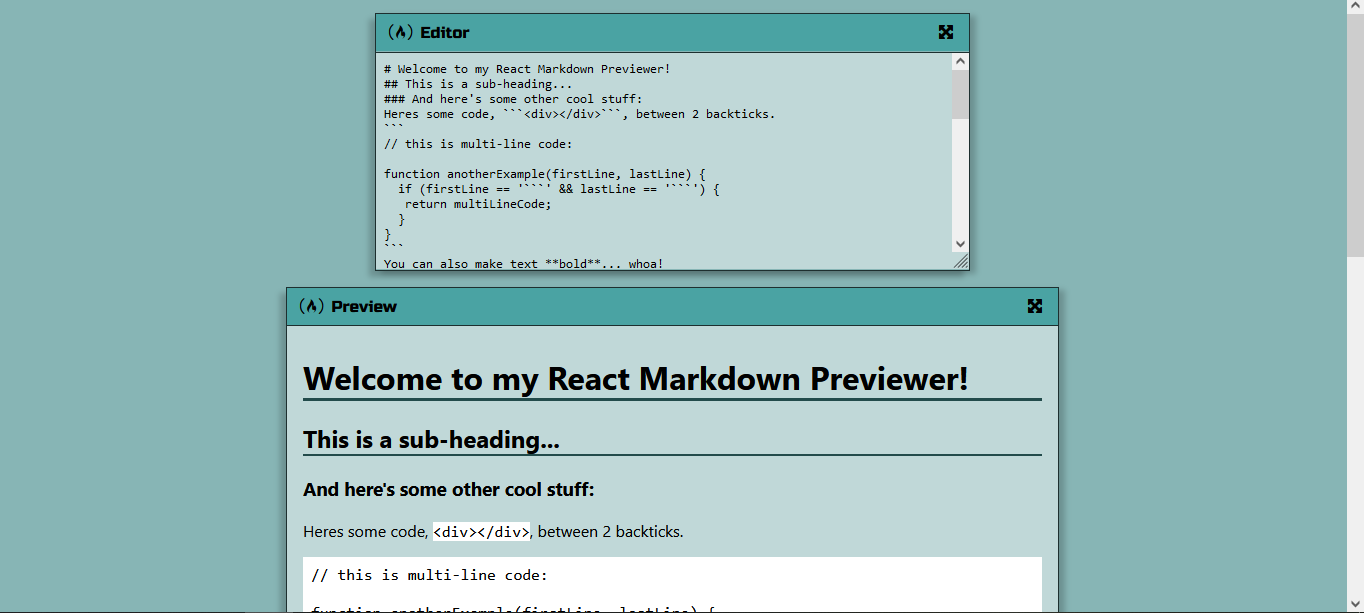 Editor
# Welcome to my React Markdown Previewer!
## This is a sub-heading...
### And here's some other cool stuff:
Heres some code, ```<div></div>```, between 2 backticks.
```
// this is multi-line code:
function anotherExample(firstLine, lastLine) {
  if (firstLine == '```' && lastLine == '```') {
   return multiLineCode;
  }
}
```
You can also make text **bold**... whoa!
Preview
Welcome to my React Markdown Previewer!
This is a sub-heading...
And here's some other cool stuff:
Heres some code, <div></div>, between 2 backticks.
// this is multi-line code:
function anotherExample(firstLine, lastLine) {